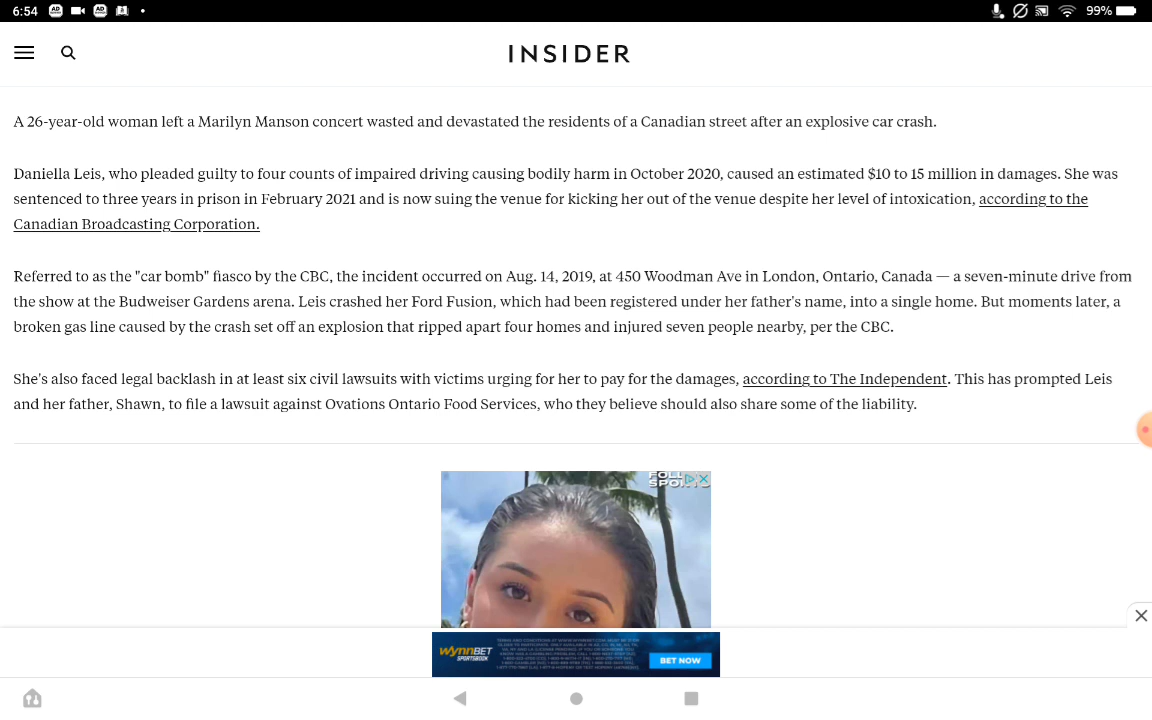 6:54
99%
INSIDER
A 26-year-old woman left a Marilyn Manson concert wasted and devastated the residents of a Canadian street after an explosive car crash.
Daniella Leis, who pleaded guilty to four counts of impaired driving causing bodily harm in October 2020, caused an estimated $10 to 15 million in damages. She was
sentenced to three years in prison in February 2021 and is now suing the venue for kicking her out of the venue despite her level of intoxication, according to the
Canadian Broadcasting Corporation.
Referred to as the "car bomb" fiasco by the CBC, the incident occurred on Aug. 14, 2019, at 450 Woodman Ave in London, Ontario, Canada — a seven-minute drive from
the show at the Budweiser Gardens arena. Leis crashed her Ford Fusion, which had been registered under her father's name, into a single home. But moments later, a
broken gas line caused by the crash set off an explosion that ripped apart four homes and injured seven people nearby, per the CBC.
She's also faced legal backlash in at least six civil lawsuits with victims urging for her to pay for the damages, according to The Independent. This has prompted Leis
and her father, Shawn, to file a lawsuit against Ovations Ontario Food Services, who they believe should also share some of the liability.
SPORTS
WYNNBET
SPORTSBOOK
BET NOW